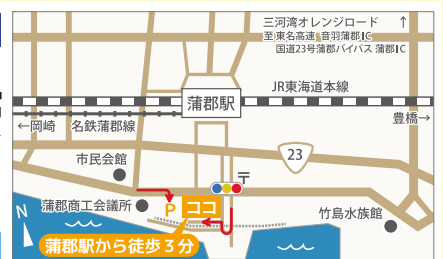 三河湾オレンジロード ↑
至 東名高速 音羽蒲郡IC
国道23号蒲郡バイパス 蒲郡IC
JR東海道本線
蒲郡駅
豊橋→
←岡崎 名鉄蒲郡線
23
市民会館
〒
蒲郡商工会議所
P
ココ
竹島水族館
N
蒲郡駅から徒歩3分